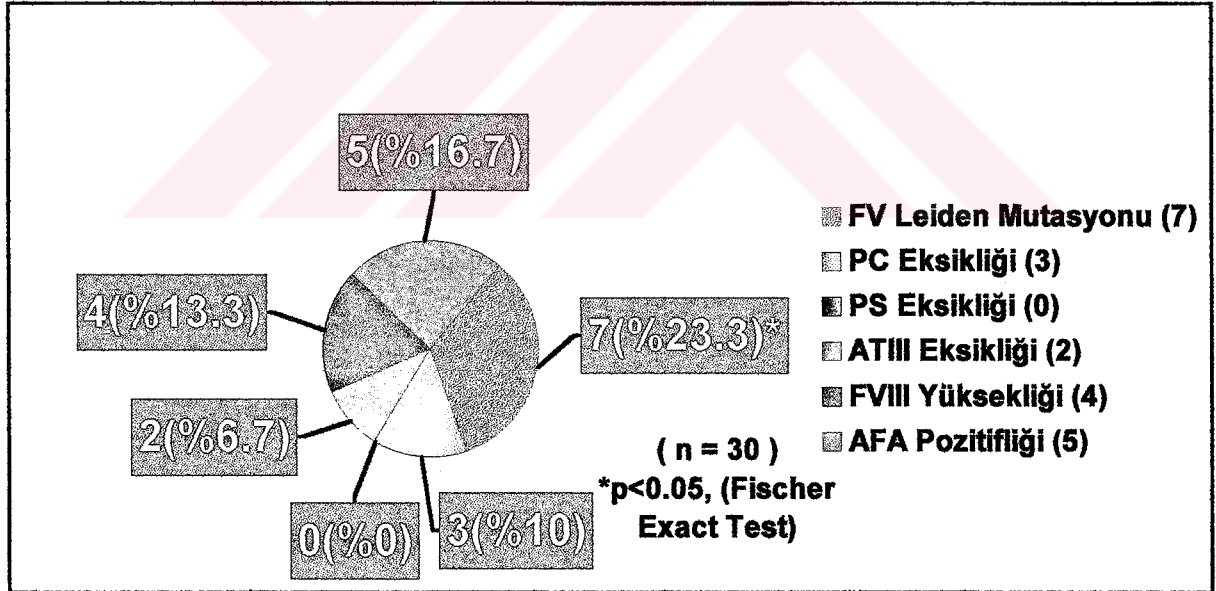 5(%16.7)
4(%13.3)
7(%23.3)*
2(%6.7)
0(%0)
3(%10)
( n = 30 )
*p<0.05, (Fischer
Exact Test)
FV Leiden Mutasyonu (7)
PC Eksikliği (3)
PS Eksikliği (0)
ATIII Eksikliği (2)
FVIII Yüksekliği (4)
AFA Pozitifliği (5)